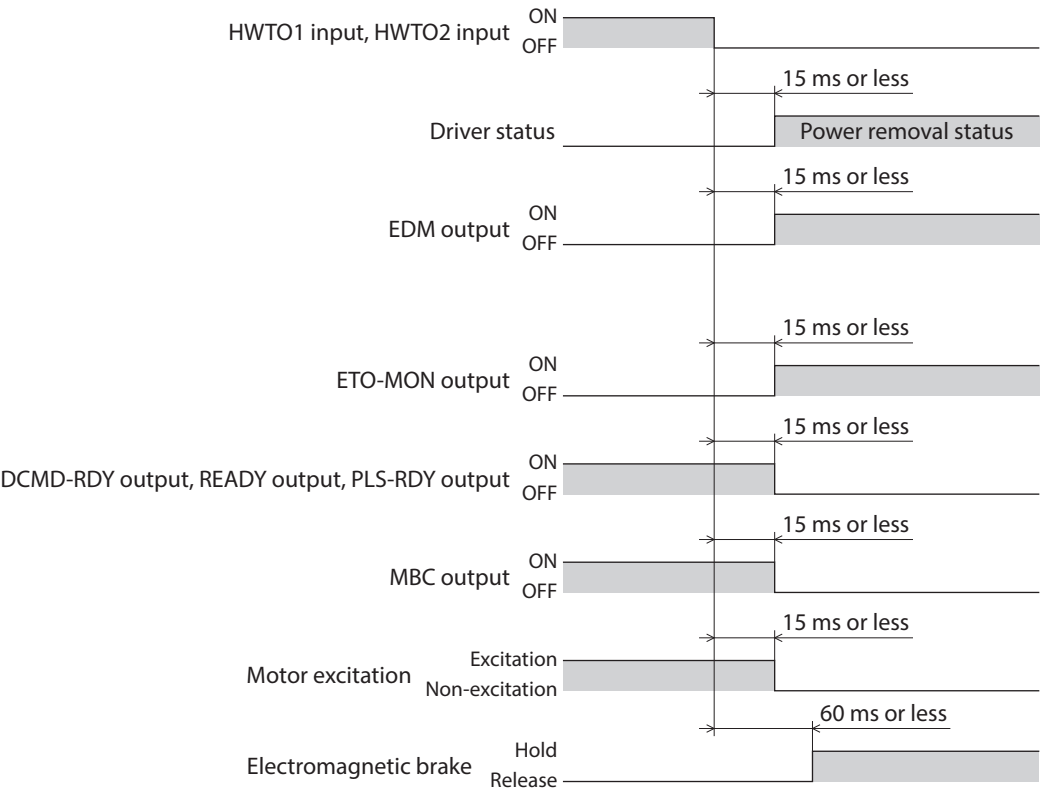 HWTO1 input, HWTO2 input
ON
OFF
15 ms or less
Driver status
Power removal status
15 ms or less
EDM output
ON
OFF
15 ms or less
ETO-MON output
ON
OFF
15 ms or less
DCMD-RDY output, READY output, PLS-RDY output
ON
OFF
15 ms or less
MBC output
ON
OFF
15 ms or less
Motor excitation
Excitation
Non-excitation
60 ms or less
Electromagnetic brake
Hold
Release